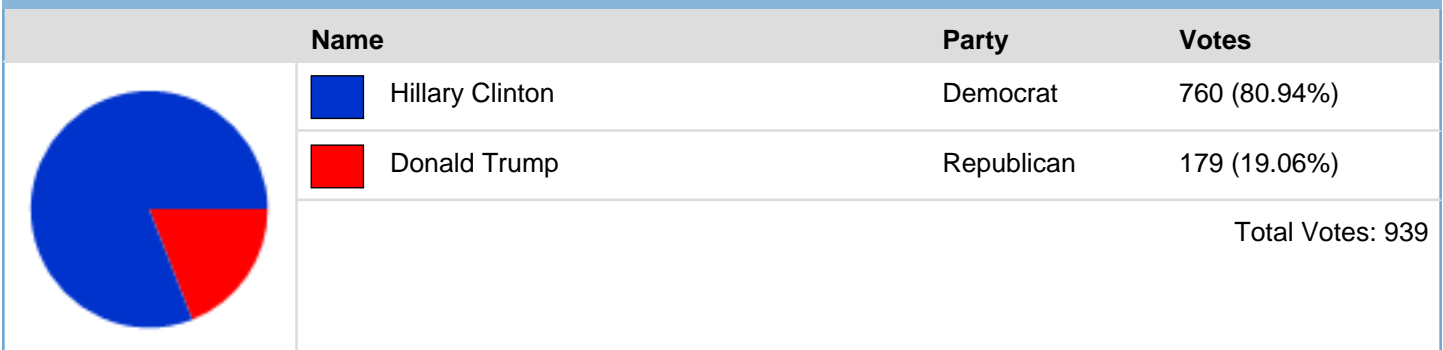 Name Party Votes
Hillary Clinton Democrat 760 (80.94%)
Donald Trump Republican 179 (19.06%)
Total Votes: 939